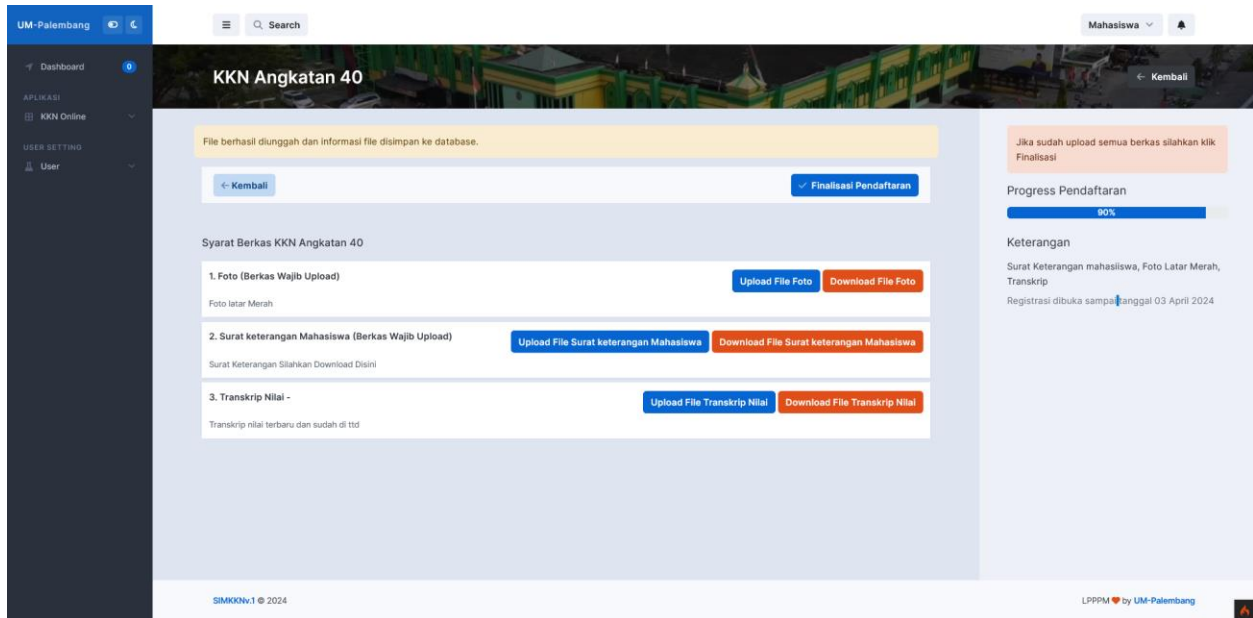 UM-Palembang
Search
Mahasiswa
Dashboard
0
APLIKASI
KKN Online
USER SETTING
User
KKN Angkatan 40
← Kembali
File berhasil diunggah dan informasi file disimpan ke database.
← Kembali
Finalisasi Pendaftaran
Syarat Berkas KKN Angkatan 40
1. Foto (Berkas Wajib Upload)
Upload File Foto
Download File Foto
Foto latar Merah
2. Surat keterangan Mahasiswa (Berkas Wajib Upload)
Upload File Surat keterangan Mahasiswa
Download File Surat keterangan Mahasiswa
Surat Keterangan Silahkan Download Disini
3. Transkrip Nilai -
Upload File Transkrip Nilai
Download File Transkrip Nilai
Transkrip nilai terbaru dan sudah di ttd
Jika sudah upload semua berkas silahkan klik
Finalisasi
Progress Pendaftaran
90%
Keterangan
Surat Keterangan mahasiiswa, Foto Latar Merah,
Transkrip
Registrasi dibuka sampai tanggal 03 April 2024
SIMKKNv.1 © 2024
LPPPM by UM-Palembang